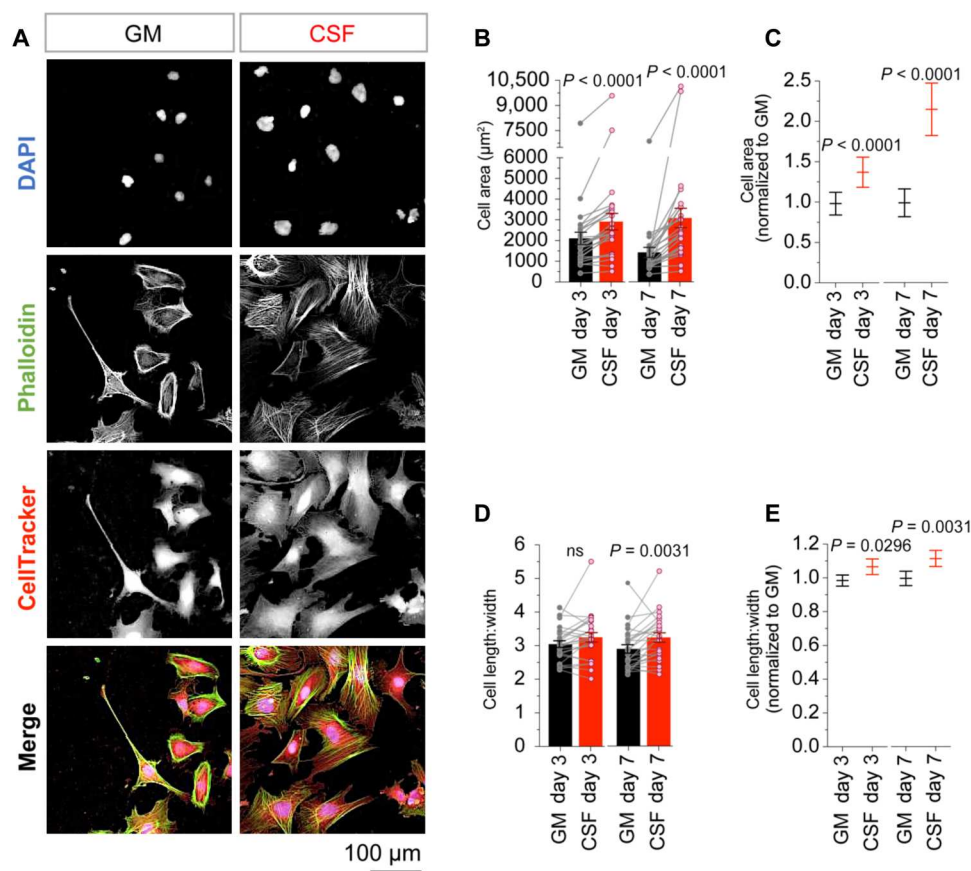 A
GM
CSF
DAPI
Phalloidin
CellTracker
Merge
100 µm
B
P < 0.0001
P < 0.0001
Cell area (µm²)
10,500
9,000
7500
6000
5000
4000
3000
2000
1000
0
GM day 3
CSF day 3
GM day 7
CSF day 7
C
P < 0.0001
P < 0.0001
Cell area
(normalized to GM)
2.5
2.0
1.5
1.0
0.5
0.0
GM day 3
CSF day 3
GM day 7
CSF day 7
D
ns
P = 0.0031
Cell length:width
6
5
4
3
2
1
0
GM day 3
CSF day 3
GM day 7
CSF day 7
E
P = 0.0031
P = 0.0296
Cell length:width
(normalized to GM)
1.2
1.0
0.8
0.6
0.4
0.2
0.0
GM day 3
CSF day 3
GM day 7
CSF day 7